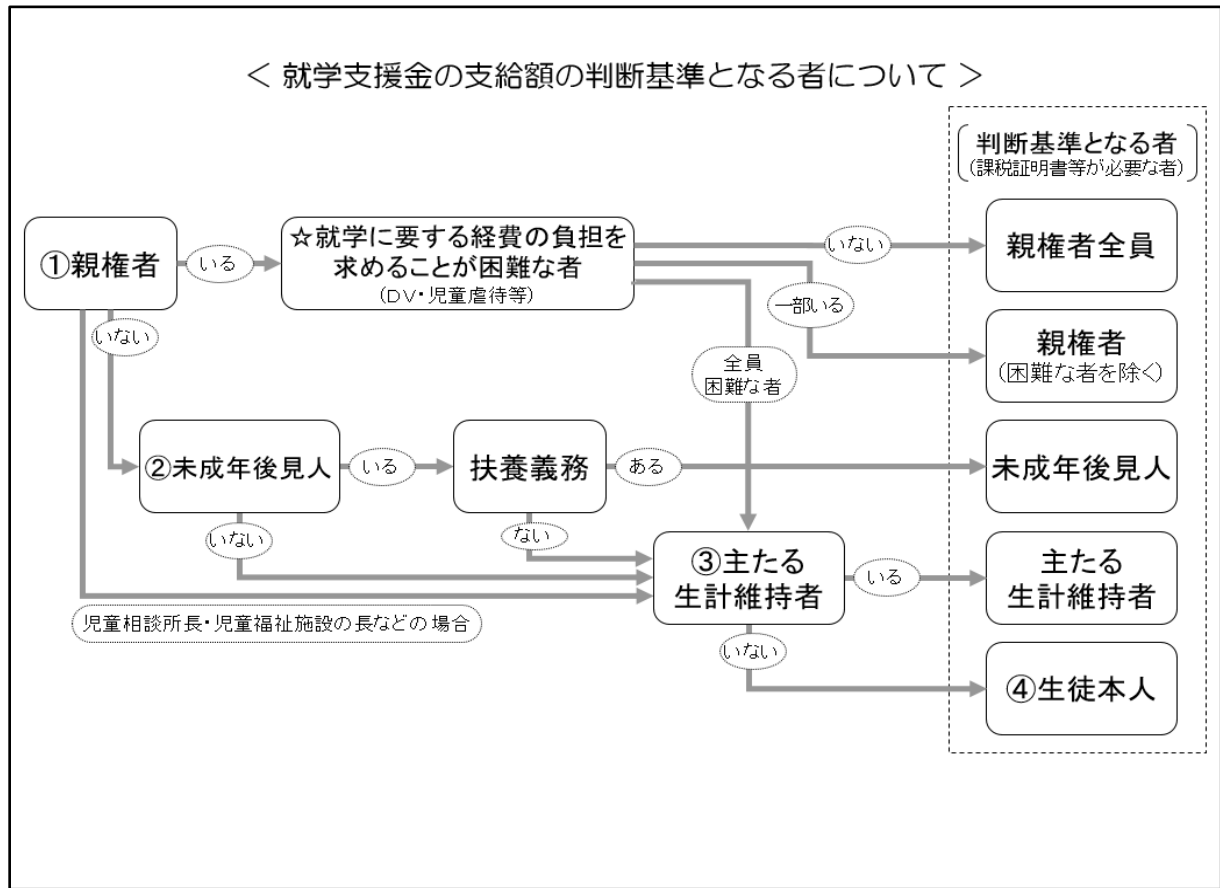 ＜ 就学支援金の支給額の判断基準となる者について ＞
判断基準となる者
(課税証明書等が必要な者)
①親権者
いる
☆就学に要する経費の負担を
求めることが困難な者
(DV・児童虐待等)
いない
親権者全員
いない
一部いる
親権者
(困難な者を除く)
全員
困難な者
②未成年後見人
いる
扶養義務
ある
未成年後見人
いない
ない
③主たる
生計維持者
いる
主たる
生計維持者
児童相談所長・児童福祉施設の長などの場合
いない
④生徒本人